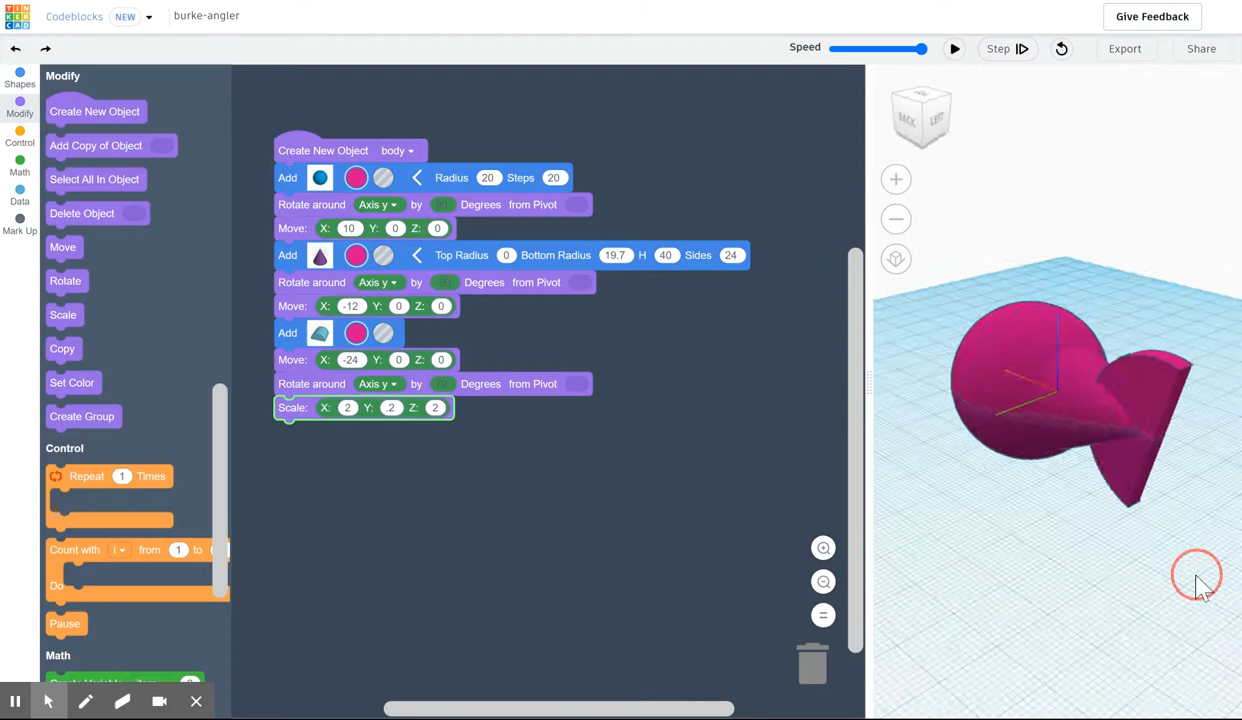 TIN
KER
CAD
Codeblocks NEW burke-angler
Give Feedback
Speed Step Export Share
Shapes
Modify
Control
Math
Data
Mark Up
Modify
Create New Object
Add Copy of Object
Select All In Object
Delete Object
Move
Rotate
Scale
Copy
Set Color
Create Group
Control
Repeat 1 Times
Count with i from 1 to
Do
Pause
Math
Create New Object body
Add Radius 20 Steps 20
Rotate around Axis y by Degrees from Pivot
Move: X: 10 Y: 0 Z: 0
Add Top Radius 0 Bottom Radius 19.7 H 40 Sides 24
Rotate around Axis y by Degrees from Pivot
Move: X: -12 Y: 0 Z: 0
Add
Move: X: -24 Y: 0 Z: 0
Rotate around Axis y by Degrees from Pivot
Scale: X: 2 Y: .2 Z: 2
BACK LEFT